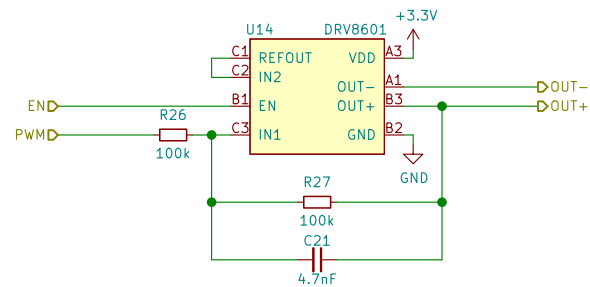 +3.3V
U14 DRV8601
C1 REFOUT VDD A3
C2 IN2
OUT- A1 OUT-
EN B1 EN OUT+ B3 OUT+
R26
PWM C3 IN1 GND B2
100k
GND
R27
100k
C21
4.7nF